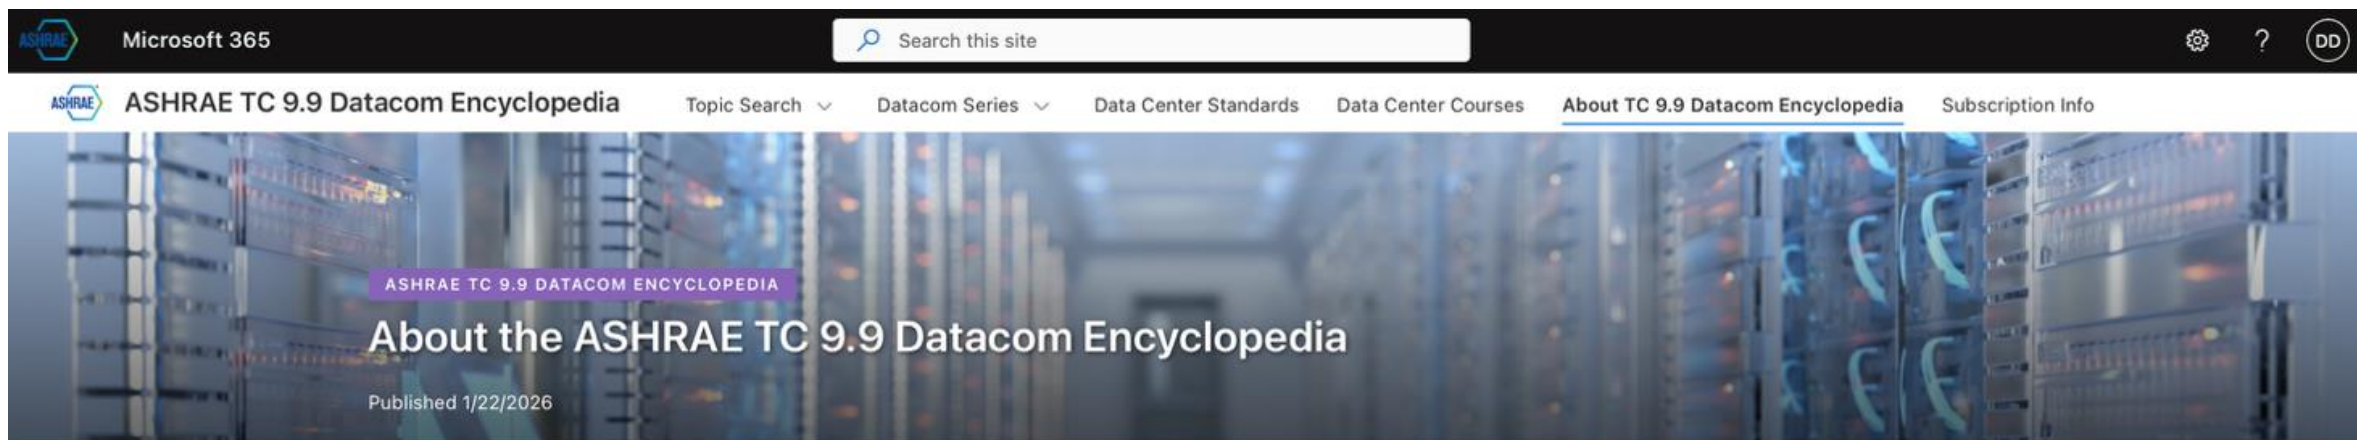 ASHRAE Microsoft 365 Search this site ? DD
ASHRAE ASHRAE TC 9.9 Datacom Encyclopedia Topic Search Datacom Series Data Center Standards Data Center Courses About TC 9.9 Datacom Encyclopedia Subscription Info
ASHRAE TC 9.9 DATACOM ENCYCLOPEDIA
About the ASHRAE TC 9.9 Datacom Encyclopedia
Published 1/22/2026